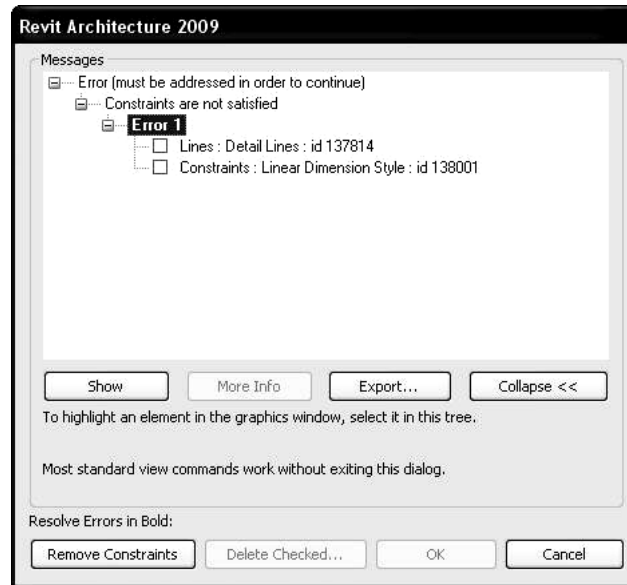 Revit Architecture 2009
Messages
Error (must be addressed in order to continue)
Constraints are not satisfied
Error 1
Lines : Detail Lines : id 137814
Constraints : Linear Dimension Style : id 138001
Show More Info Export... Collapse <<
To highlight an element in the graphics window, select it in this tree.
Most standard view commands work without exiting this dialog.
Resolve Errors in Bold:
Remove Constraints Delete Checked... OK Cancel